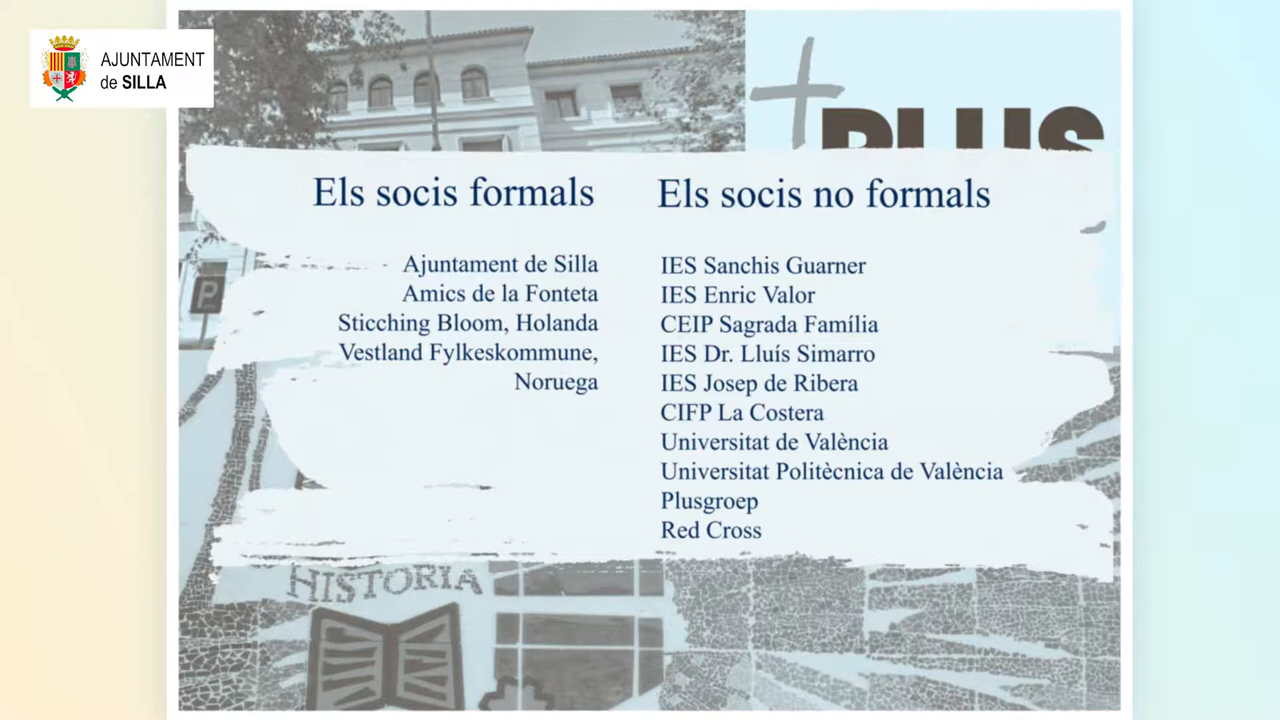 AJUNTAMENT
de SILLA
PLUS
Els socis formals
Ajuntament de Silla
Amics de la Fonteta
Sticching Bloom, Holanda
Vestland Fylkeskommune,
Noruega
Els socis no formals
IES Sanchis Guarner
IES Enric Valor
CEIP Sagrada Família
IES Dr. Lluís Simarro
IES Josep de Ribera
CIFP La Costera
Universitat de València
Universitat Politècnica de València
Plusgroep
Red Cross
P
HISTORIA